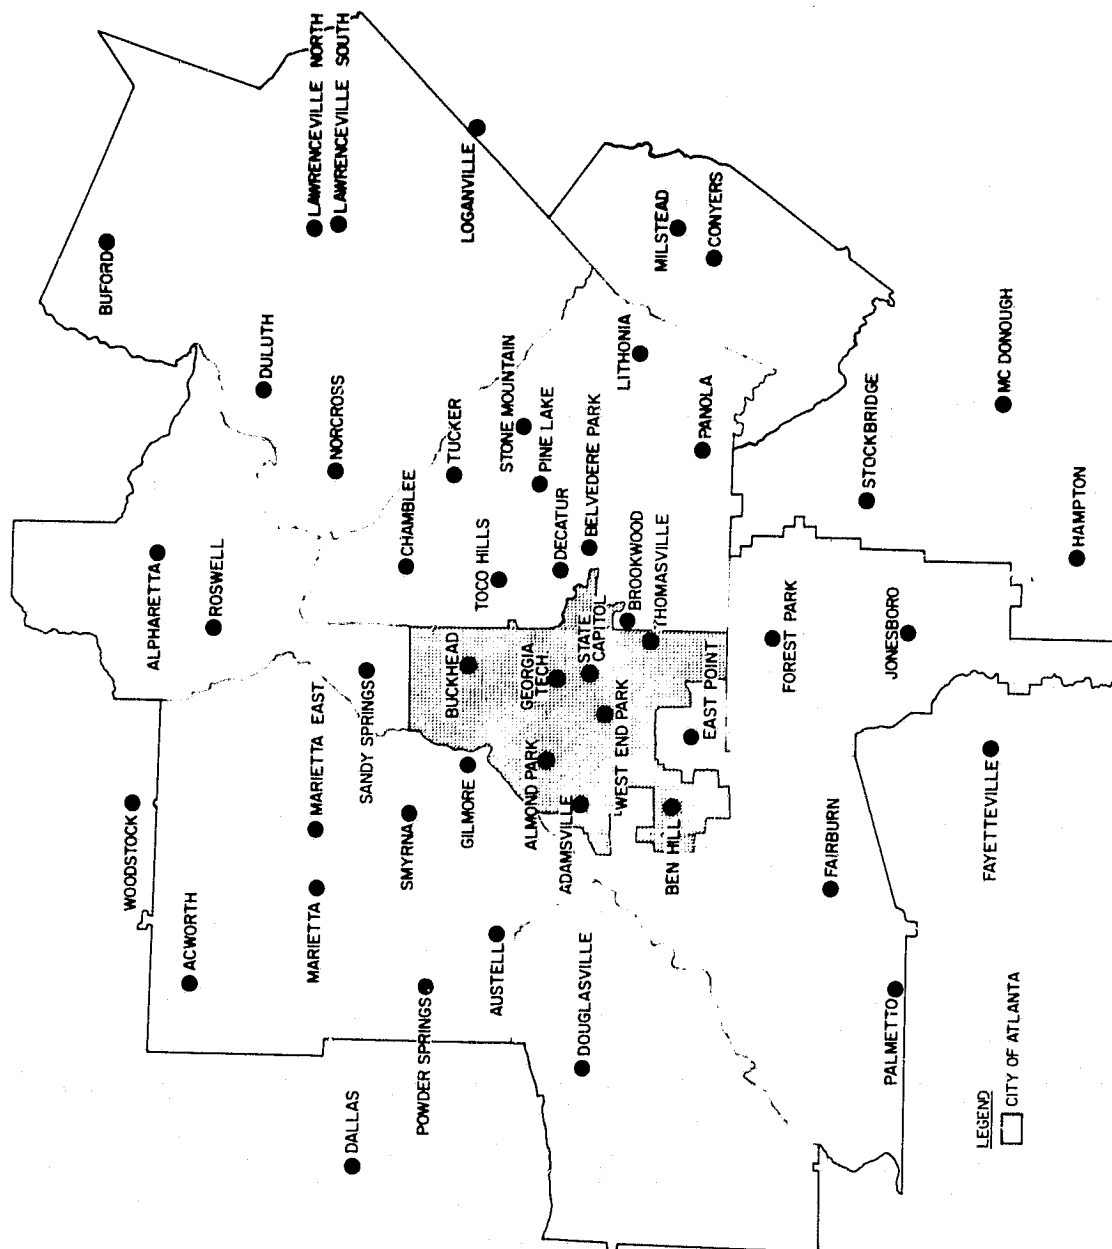 LAWRENCEVILLE NORTH
LAWRENCEVILLE SOUTH
BUFORD
LOGANVILLE
MILSTEAD
CONYERS
DULUTH
LITHONIA
MC DONOUGH
NORCROSS
TUCKER
STONE MOUNTAIN
PINE LAKE
BELVEDERE PARK
PANOLA
STOCKBRIDGE
CHAMBLEE
TOCO HILLS
DECATUR
BROOKWOOD
THOMASVILLE
HAMPTON
ALPHARETTA
ROSWELL
BUCKHEAD
GEORGIA
TECH.
STATE
CAPITOL
FOREST PARK
JONESBORO
SANDY SPRINGS
WEST END PARK
EAST POINT
MARIETTA EAST
GILMORE
ALMOND PARK
FAYETTEVILLE
WOODSTOCK
SMYRNA
ADAMSVILLE
BEN HILL
FAIRBURN
MARIETTA
ACWORTH
AUSTELL
POWDER SPRINGS
DOUGLASVILLE
PALMETTO
DALLAS
LEGEND
CITY OF ATLANTA